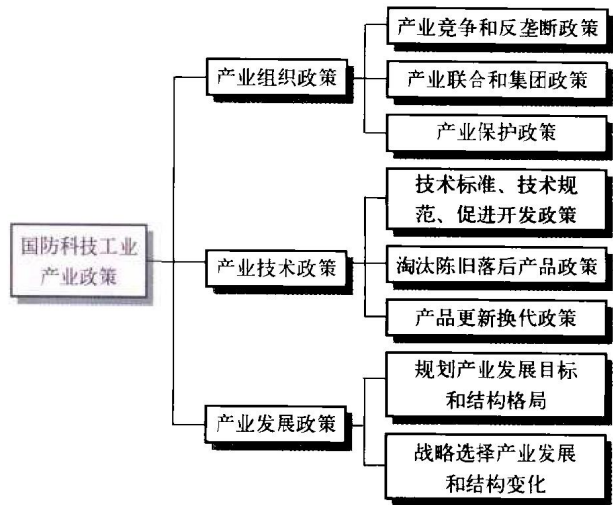 国防科技工业
产业政策
产业组织政策
产业竞争和反垄断政策
产业联合和集团政策
产业保护政策
产业技术政策
技术标准、技术规
范、促进开发政策
淘汰陈旧落后产品政策
产品更新换代政策
产业发展政策
规划产业发展目标
和结构格局
战略选择产业发展
和结构变化